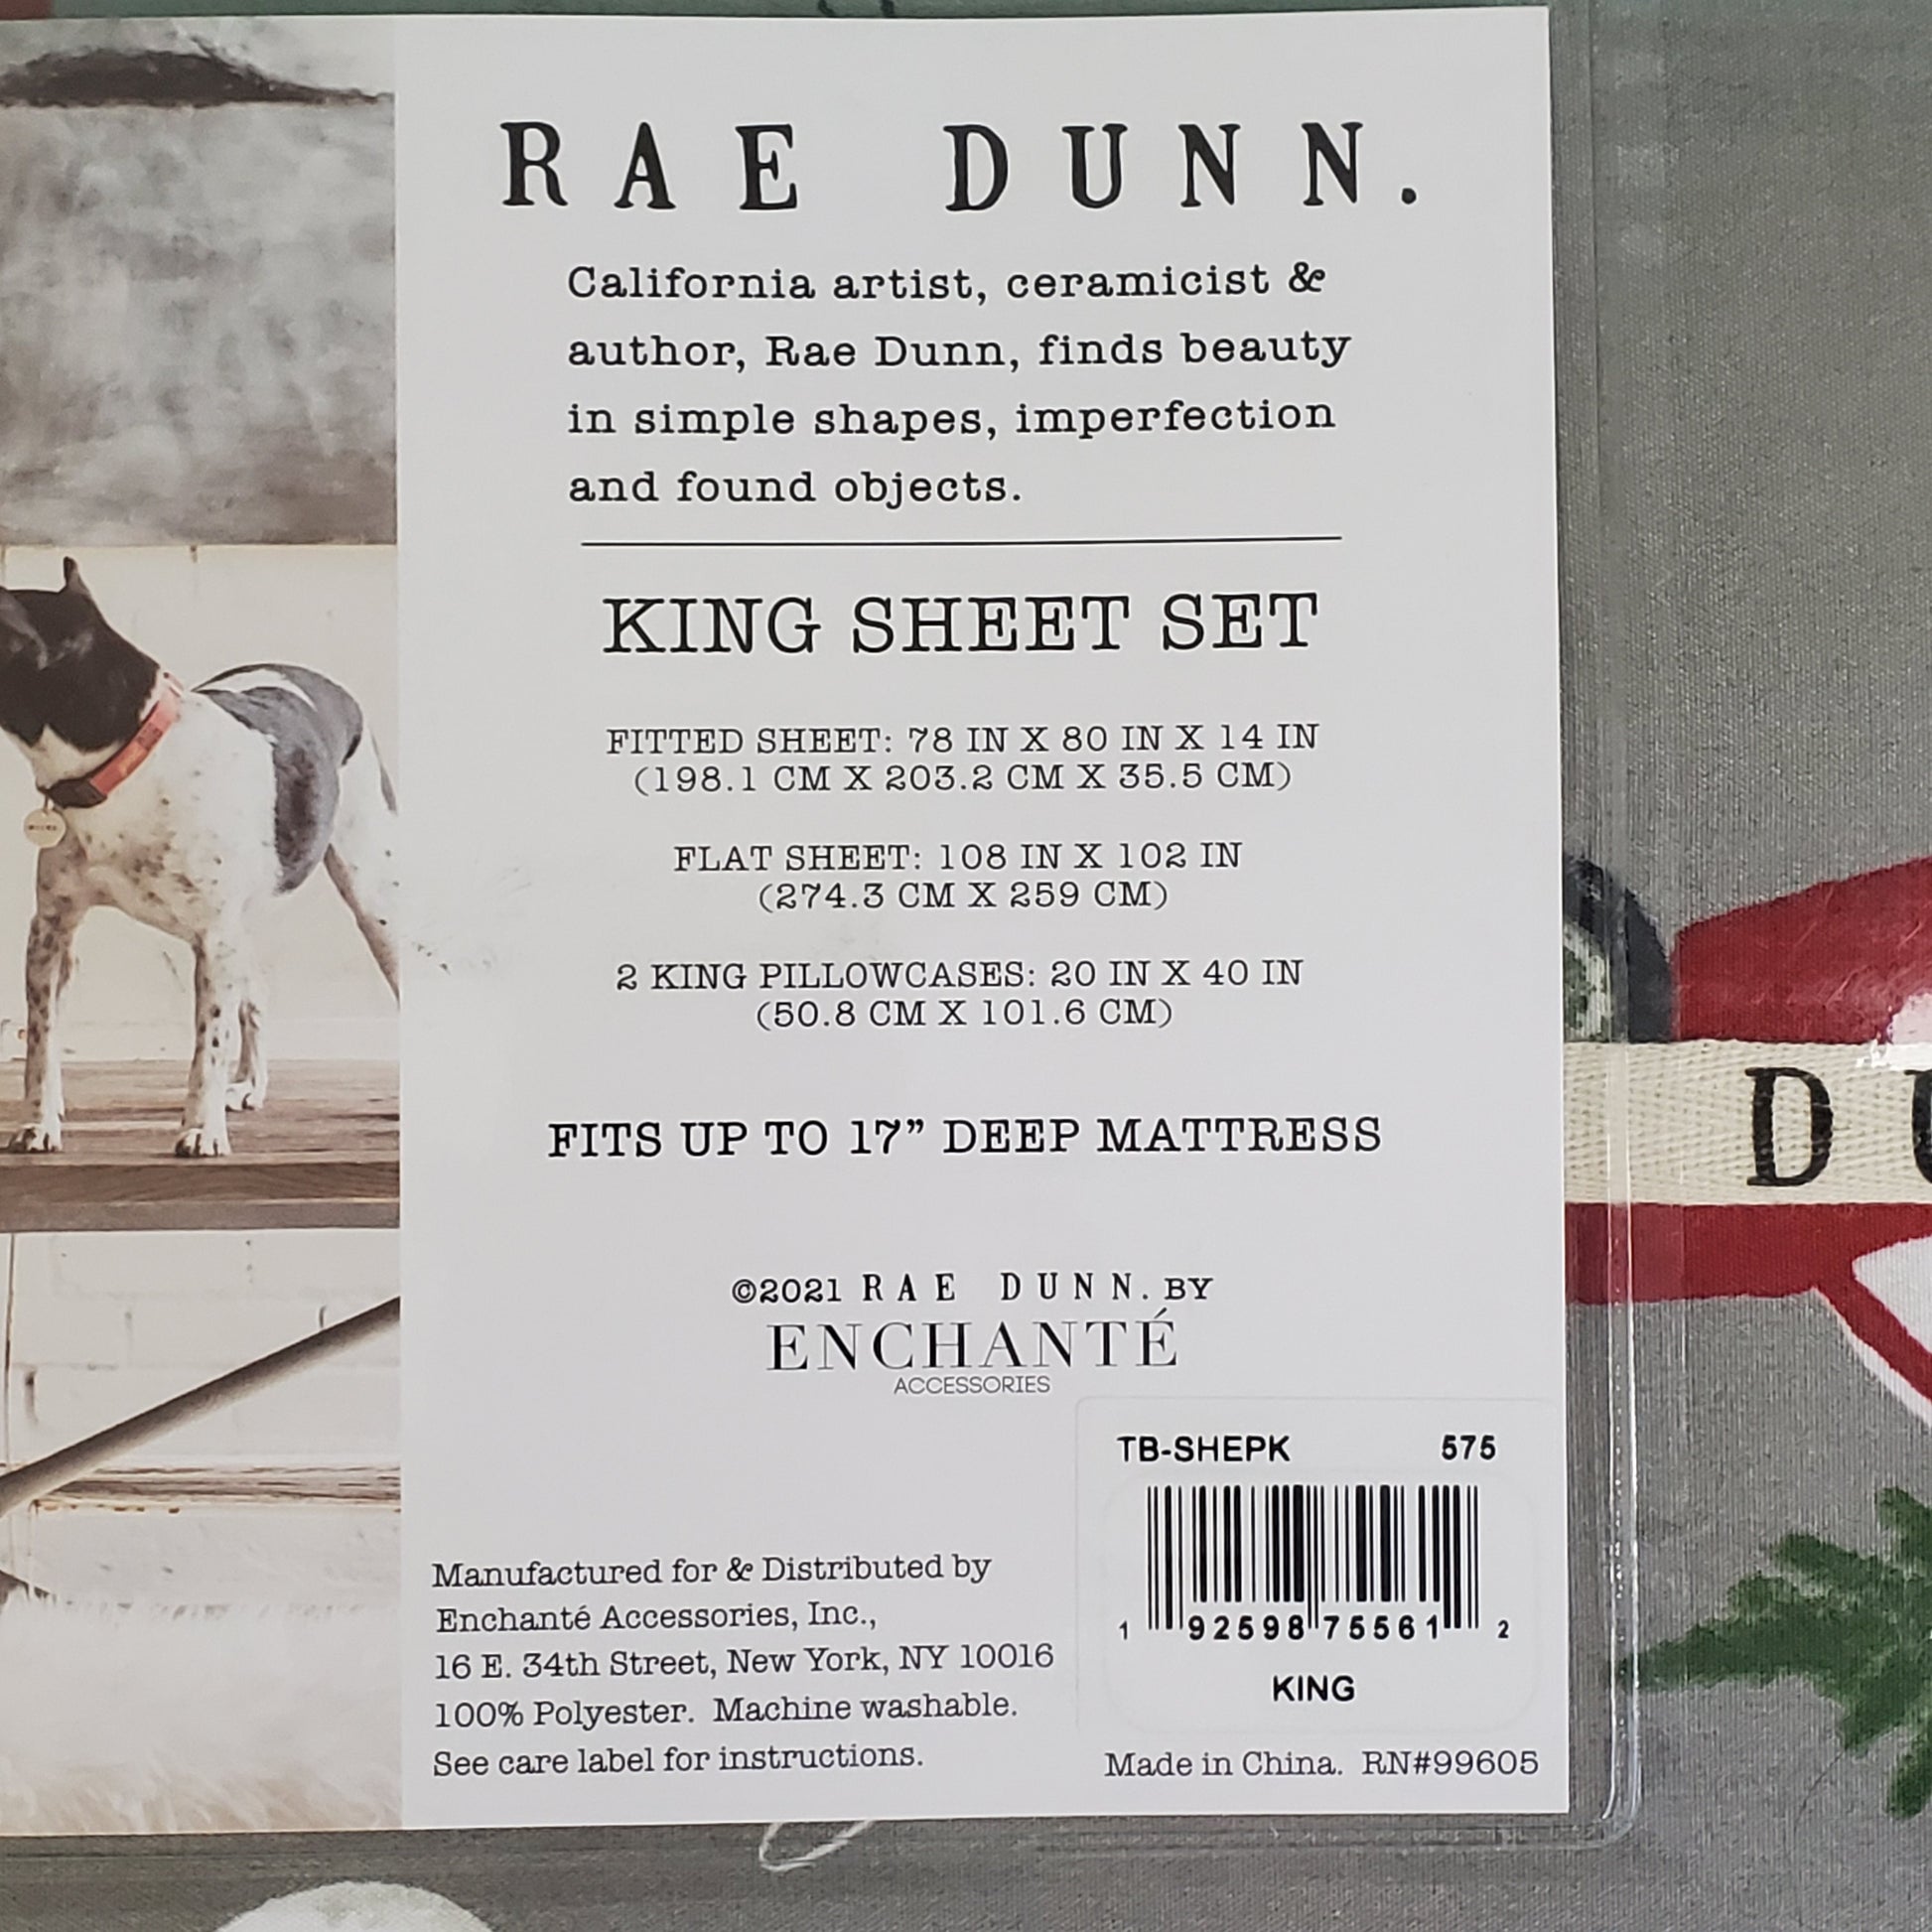 RAE DUNN.
California artist, ceramicist &
author, Rae Dunn, finds beauty
in simple shapes, imperfection
and found objects.
KING SHEET SET
FITTED SHEET: 78 IN X 80 IN X 14 IN
(198.1 CM X 203.2 CM X 35.5 CM)
FLAT SHEET: 108 IN X 102 IN
(274.3 CM X 259 CM)
2 KING PILLOWCASES: 20 IN X 40 IN
(50.8 CM X 101.6 CM)
FITS UP TO 17” DEEP MATTRESS
©2021 RAE DUNN. BY
ENCHANTÉ
ACCESSORIES
TB-SHEPK 575
1 92598 75561 2
KING
Manufactured for & Distributed by
Enchanté Accessories, Inc.,
16 E. 34th Street, New York, NY 10016
100% Polyester. Machine washable.
See care label for instructions.
Made in China. RN#99605
DU